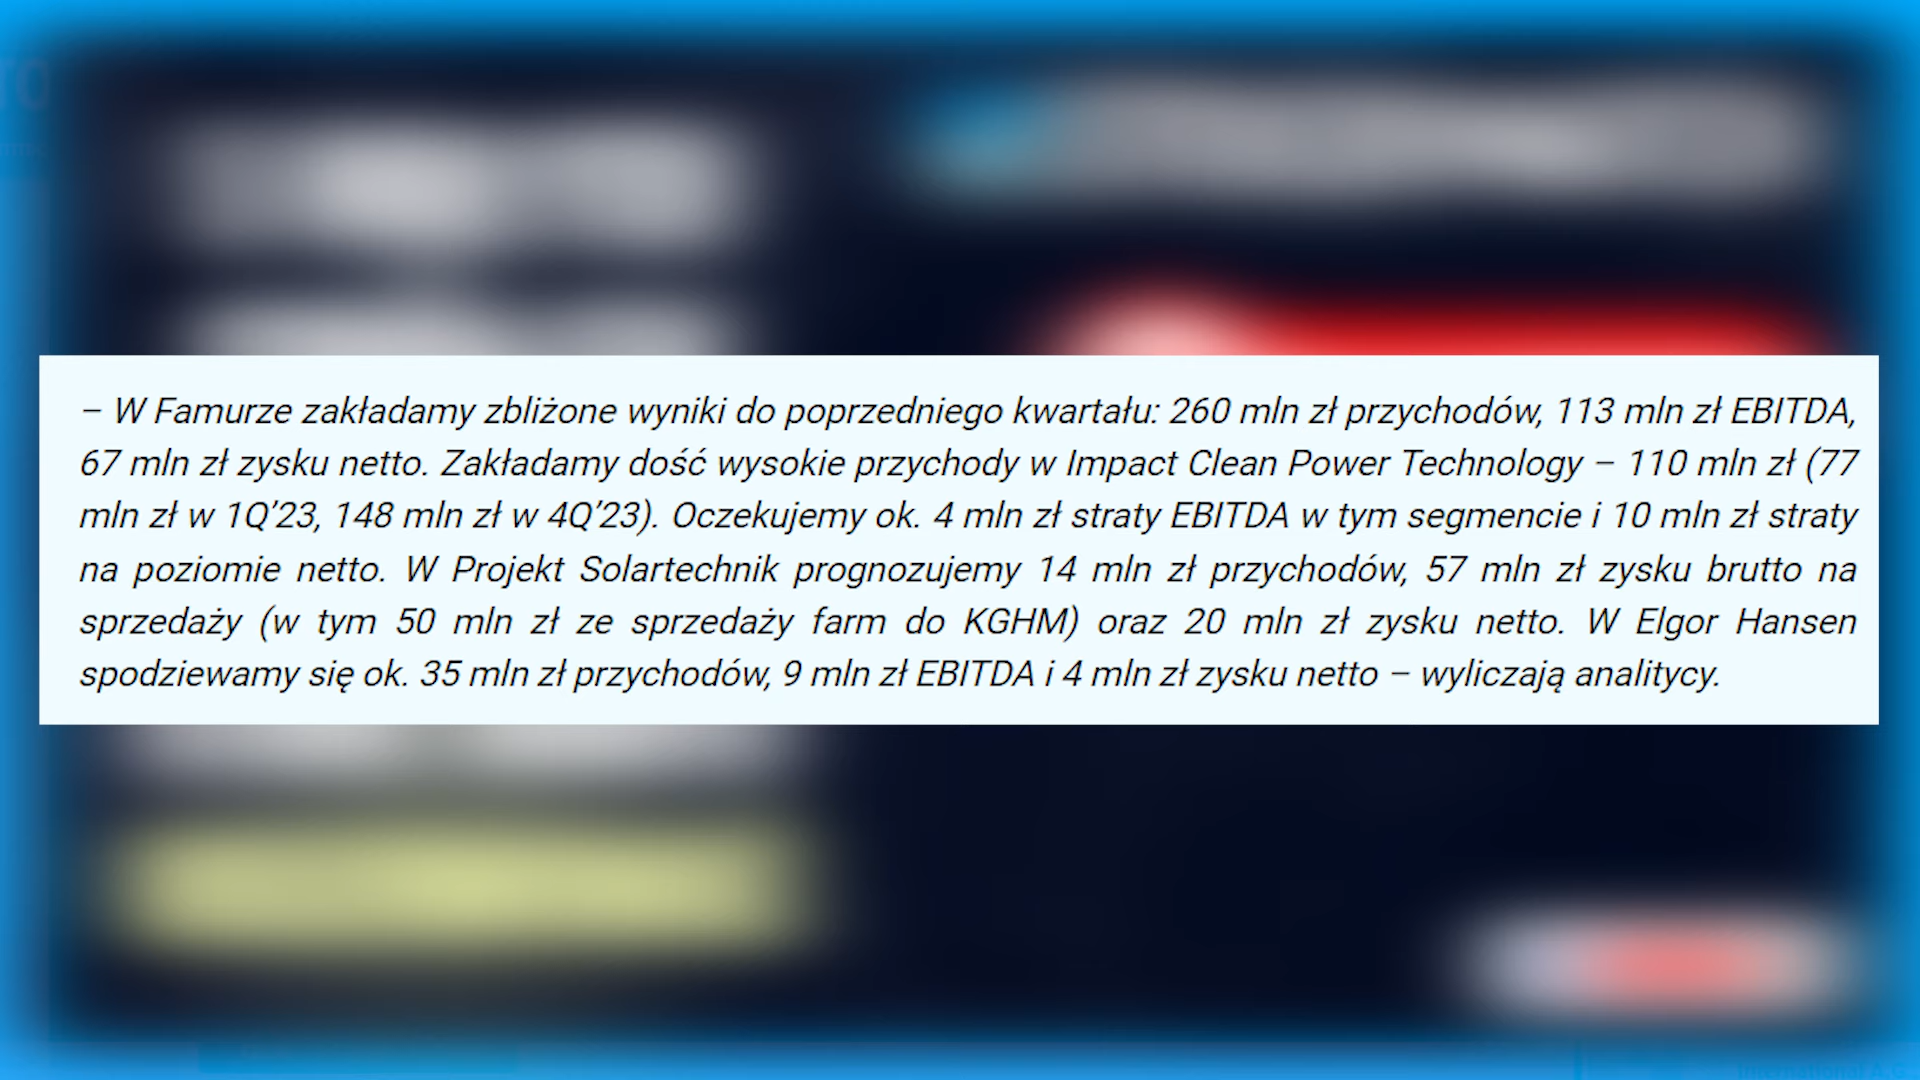 – W Famurze zakładamy zbliżone wyniki do poprzedniego kwartału: 260 mln zł przychodów, 113 mln zł EBITDA,
67 mln zł zysku netto. Zakładamy dość wysokie przychody w Impact Clean Power Technology – 110 mln zł (77
mln zł w 1Q’23, 148 mln zł w 4Q’23). Oczekujemy ok. 4 mln zł straty EBITDA w tym segmencie i 10 mln zł straty
na poziomie netto. W Projekt Solartechnik prognozujemy 14 mln zł przychodów, 57 mln zł zysku brutto na
sprzedaży (w tym 50 mln zł ze sprzedaży farm do KGHM) oraz 20 mln zł zysku netto. W Elgor Hansen
spodziewamy się ok. 35 mln zł przychodów, 9 mln zł EBITDA i 4 mln zł zysku netto – wyliczają analitycy.